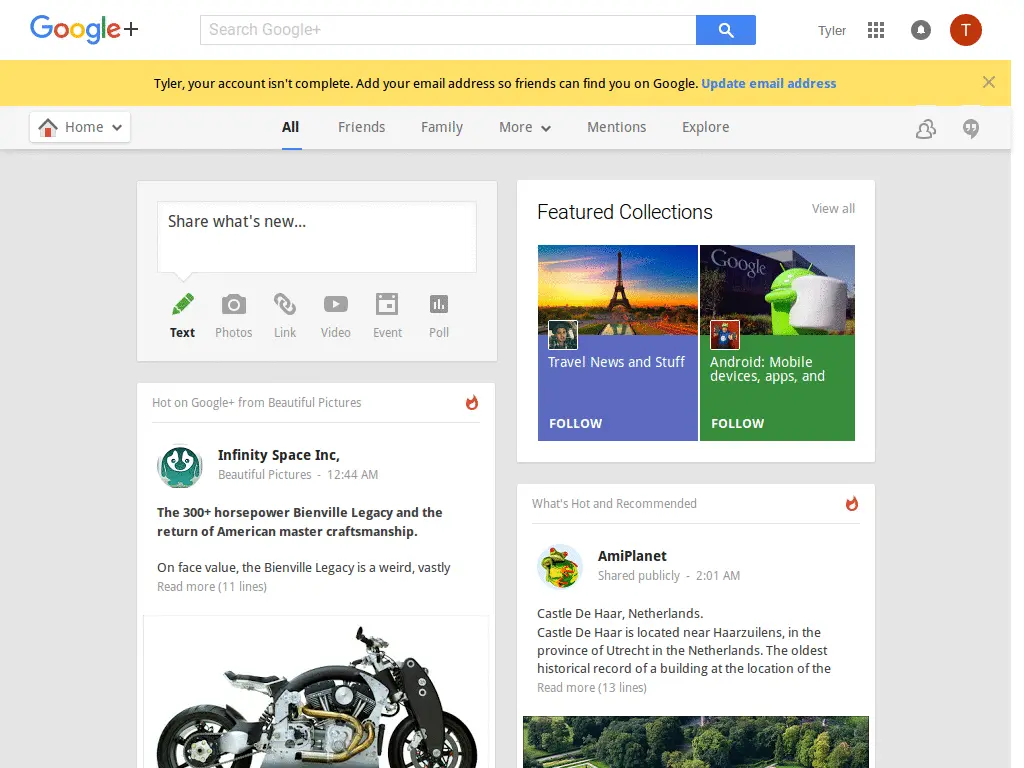 Google+
Search Google+
Tyler
T
Tyler, your account isn't complete. Add your email address so friends can find you on Google. Update email address
Home
All
Friends
Family
More
Mentions
Explore
Share what's new...
Text
Photos
Link
Video
Event
Poll
Hot on Google+ from Beautiful Pictures
Infinity Space Inc,
Beautiful Pictures - 12:44 AM
The 300+ horsepower Bienville Legacy and the
return of American master craftsmanship.
On face value, the Bienville Legacy is a weird, vastly
Read more (11 lines)
Featured Collections
View all
Google
Travel News and Stuff
FOLLOW
Android: Mobile
devices, apps, and
FOLLOW
What's Hot and Recommended
AmiPlanet
Shared publicly - 2:01 AM
Castle De Haar, Netherlands.
Castle De Haar is located near Haarzuilens, in the
province of Utrecht in the Netherlands. The oldest
historical record of a building at the location of the
Read more (13 lines)